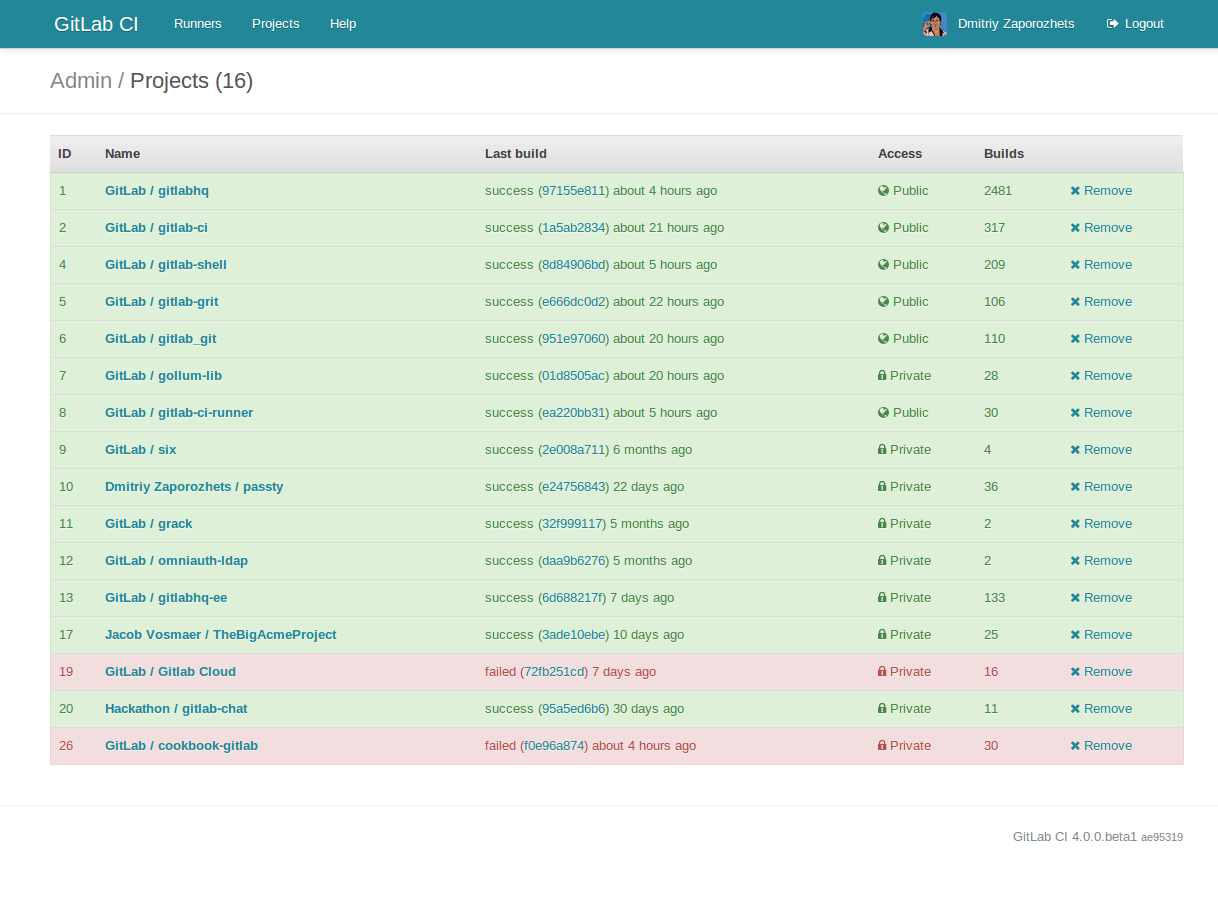 GitLab CI Runners Projects Help Dmitriy Zaporozhets Logout
Admin / Projects (16)
ID Name Last build Access Builds
1 GitLab / gitlabhq success (97155e811) about 4 hours ago Public 2481 Remove
2 GitLab / gitlab-ci success (1a5ab2834) about 21 hours ago Public 317 Remove
4 GitLab / gitlab-shell success (8d84906bd) about 5 hours ago Public 209 Remove
5 GitLab / gitlab-grit success (e666dc0d2) about 22 hours ago Public 106 Remove
6 GitLab / gitlab_git success (951e97060) about 20 hours ago Public 110 Remove
7 GitLab / gollum-lib success (01d8505ac) about 20 hours ago Private 28 Remove
8 GitLab / gitlab-ci-runner success (ea220bb31) about 5 hours ago Public 30 Remove
9 GitLab / six success (2e008a711) 6 months ago Private 4 Remove
10 Dmitriy Zaporozhets / passty success (e24756843) 22 days ago Private 36 Remove
11 GitLab / grack success (32f999117) 5 months ago Private 2 Remove
12 GitLab / omniauth-ldap success (daa9b6276) 5 months ago Private 2 Remove
13 GitLab / gitlabhq-ee success (6d688217f) 7 days ago Private 133 Remove
17 Jacob Vosmaer / TheBigAcmeProject success (3ade10ebe) 10 days ago Private 25 Remove
19 GitLab / Gitlab Cloud failed (72fb251cd) 7 days ago Private 16 Remove
20 Hackathon / gitlab-chat success (95a5ed6b6) 30 days ago Private 11 Remove
26 GitLab / cookbook-gitlab failed (f0e96a874) about 4 hours ago Private 30 Remove
GitLab CI 4.0.0.beta1 ae95319